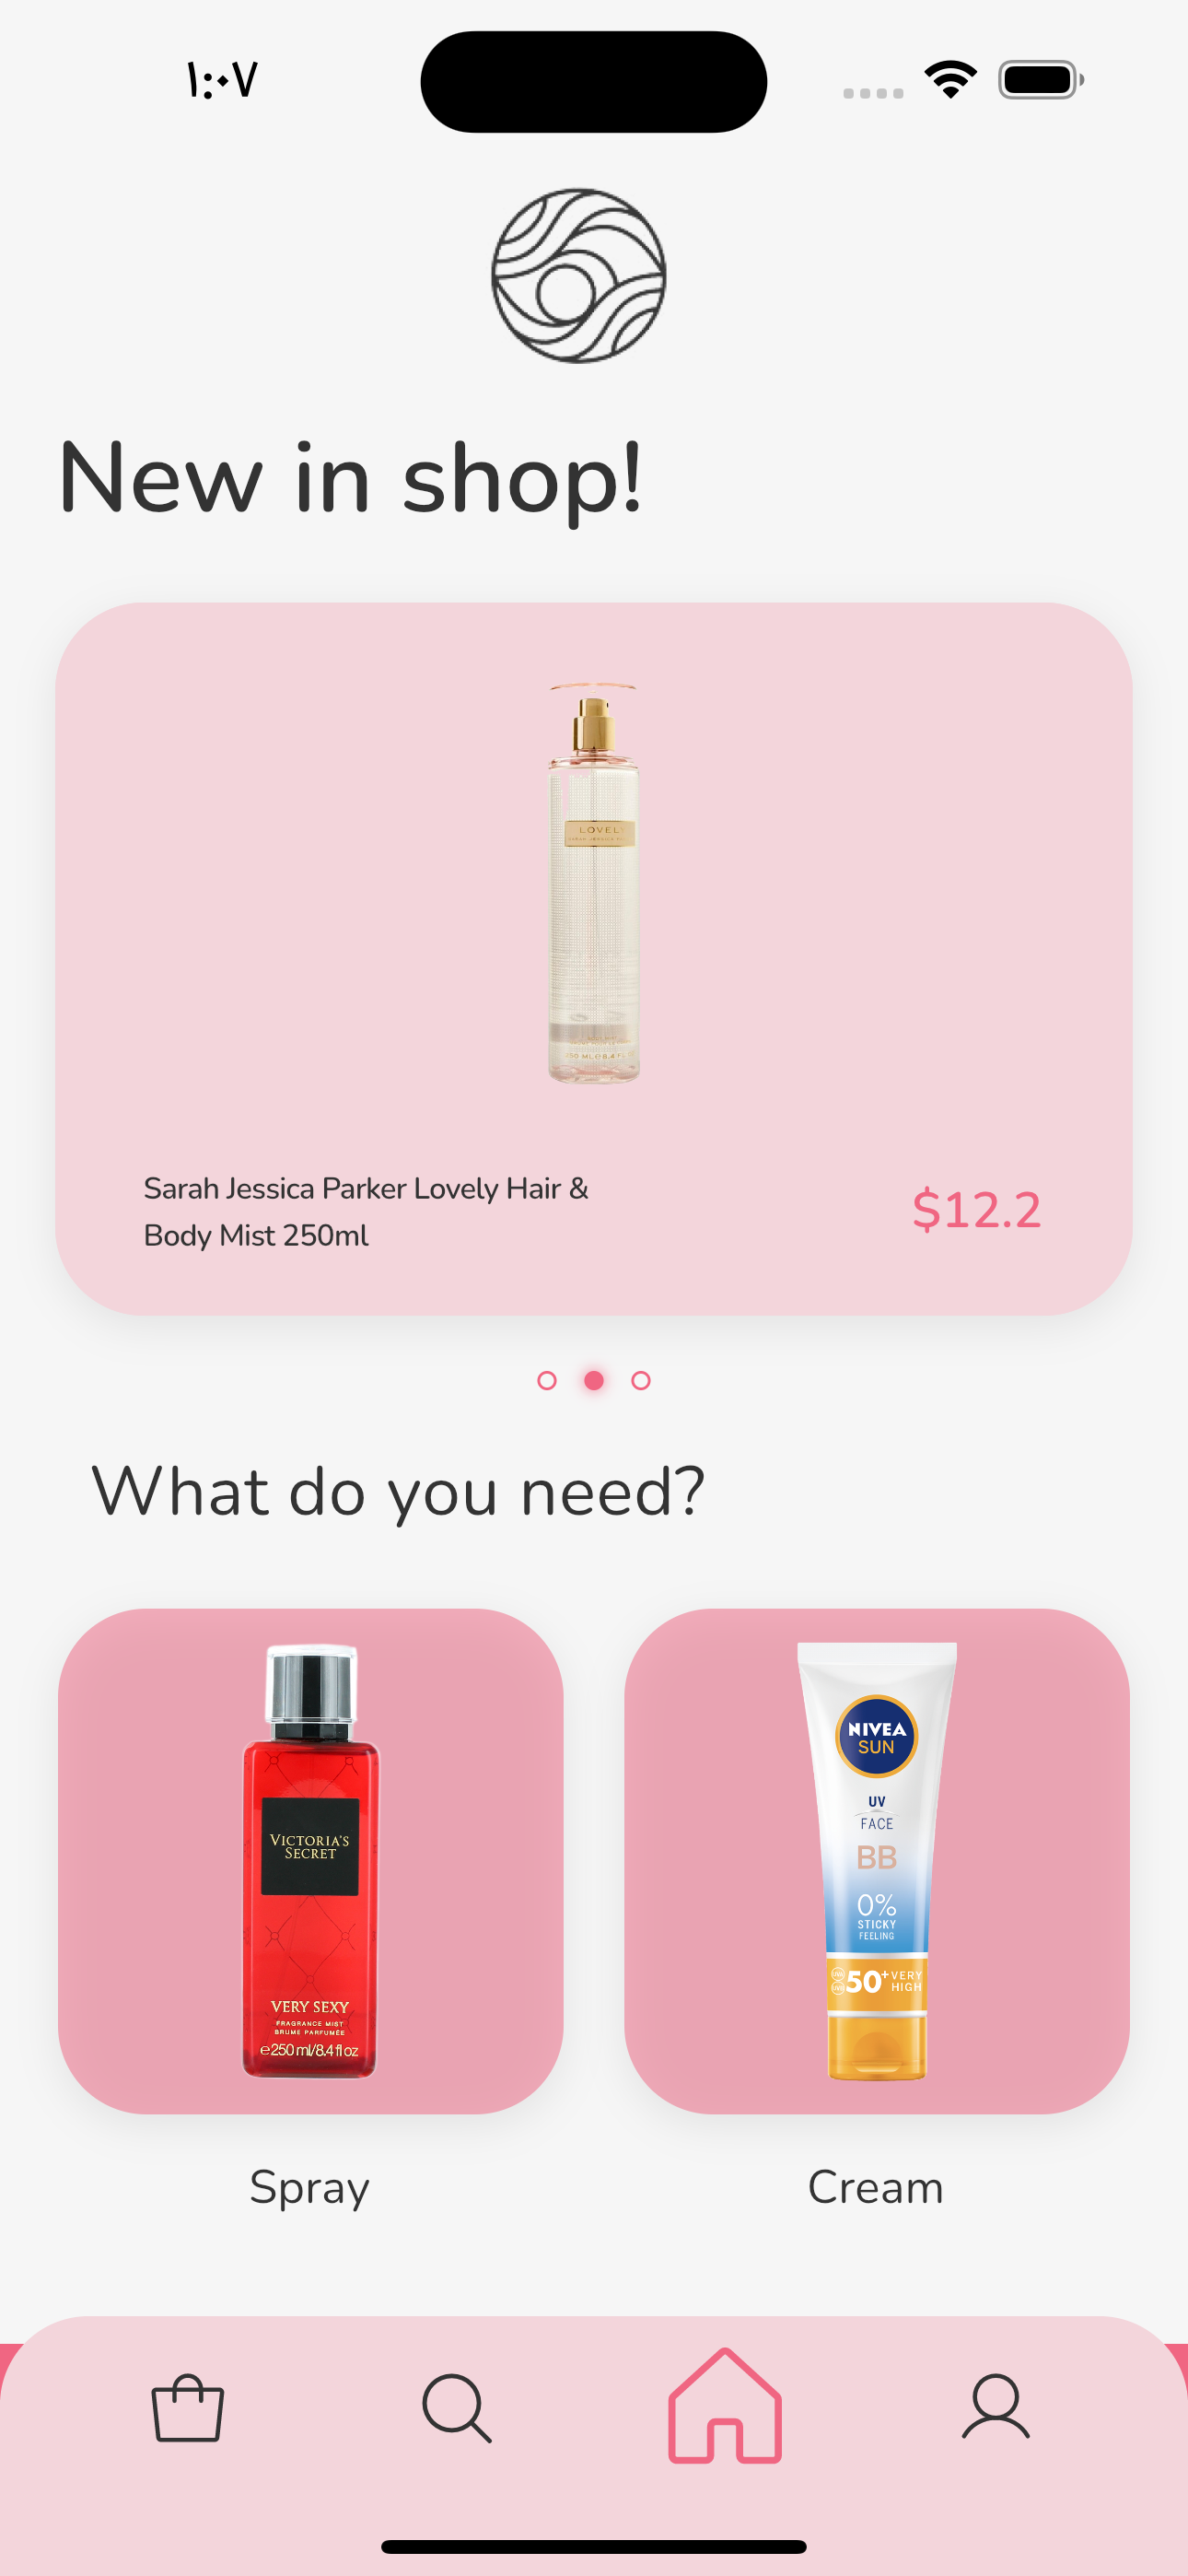 ١:٠٧
New in shop!
LOVELY
Sarah Jessica Parker Lovely Hair &
Body Mist 250ml
$12.2
What do you need?
VICTORIA'S
SECRET
VERY SEXY
FRAGRANCE MIST
BRUME PARFUMÉE
℮250 ml/8.4 fl oz
NIVEA
SUN
UV
FACE
BB
0%
STICKY
FEELING
50+ VERY
HIGH
Spray
Cream